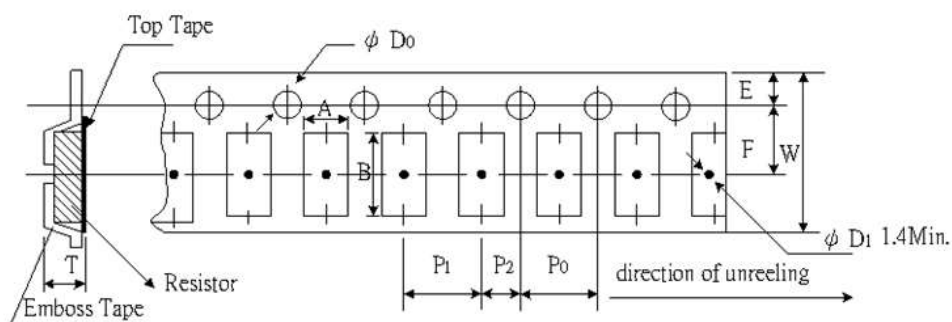 Top Tape
ϕ D0
A
E
F
W
B
T
Resistor
Emboss Tape
P1
P2
P0
ϕ D1 1.4Min.
direction of unreeling